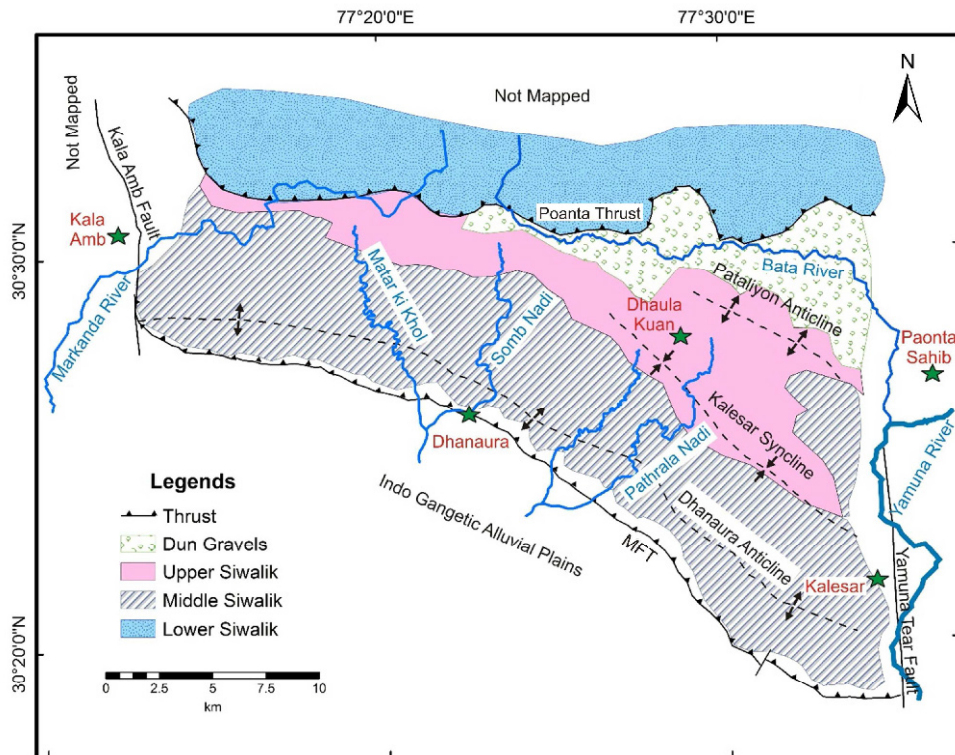 77°20'0"E
77°30'0"E
N
Not Mapped
Not Mapped
Kala Amb Fault
Kala
Amb
30°30'0"N
Markanda River
Poanta Thrust
Bata River
Matar ki Khol
Somb Nadi
Dhaula
Kuan
Pataliyon Anticline
Paonta
Sahib
Kalesar Syncline
Dhanaura
Pathrala Nadi
Yamuna River
Indo Gangetic Alluvial Plains
MFT
Dhanaura Anticline
Kalesar
Yamuna Tear Fault
30°20'0"N
Legends
Thrust
Dun Gravels
Upper Siwalik
Middle Siwalik
Lower Siwalik
0 1.25 2.5 5 7.5 10
km